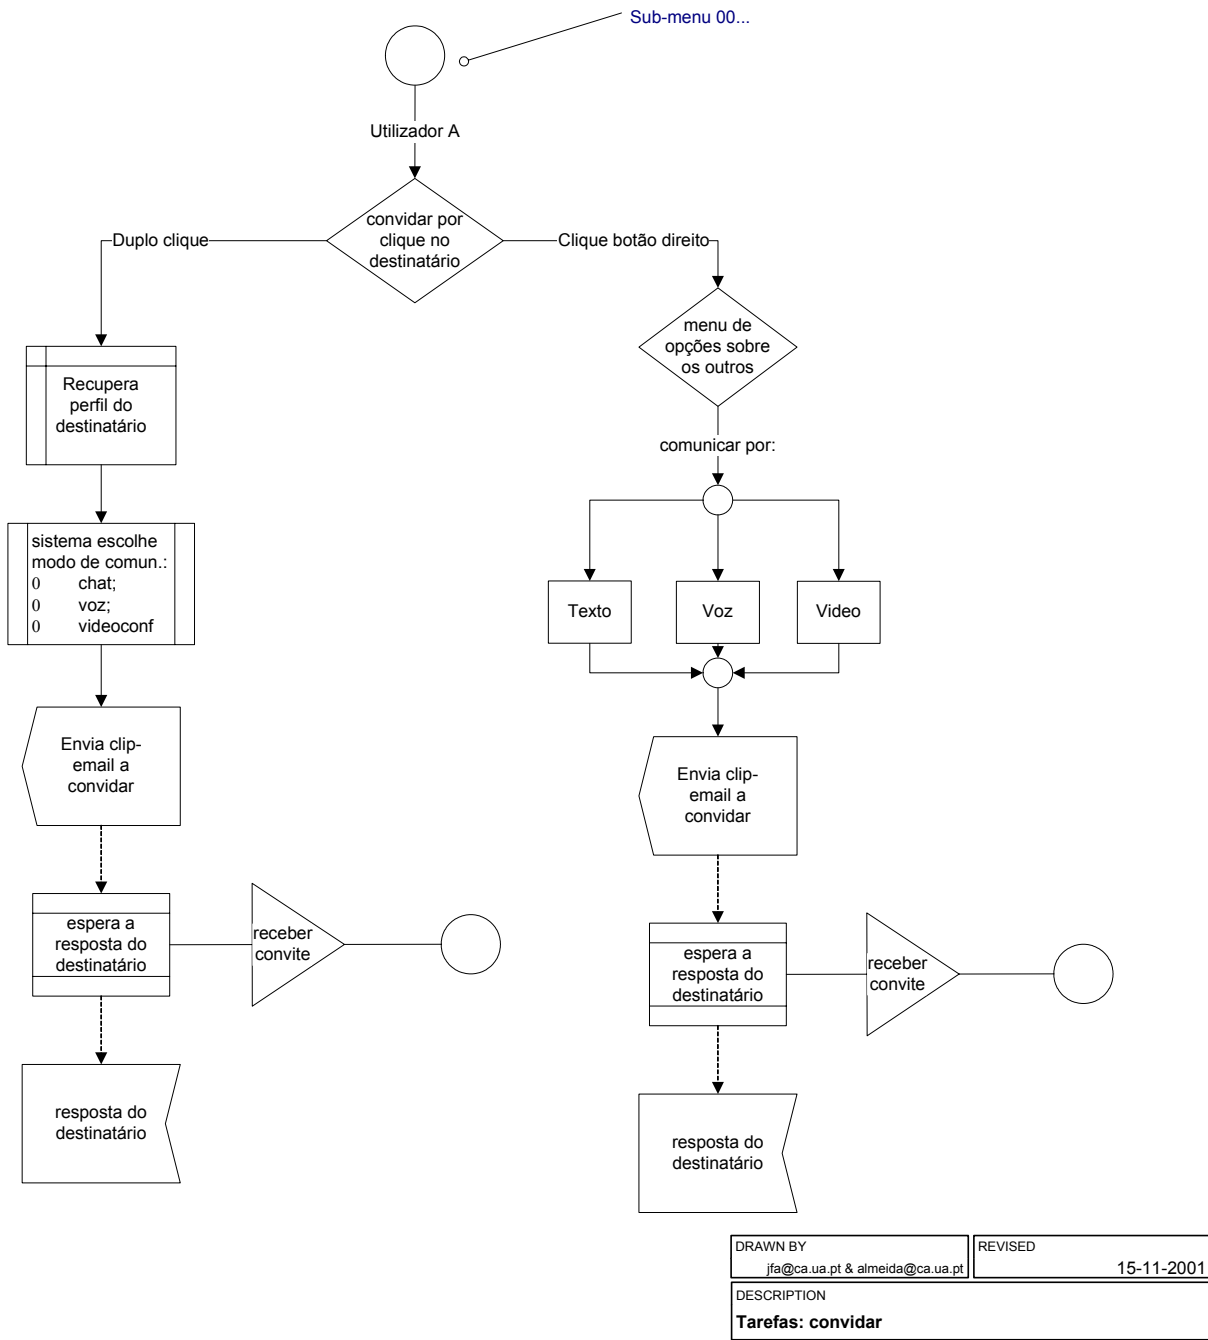 Sub-menu 00...
Utilizador A
convidar por
clique no
destinatário
Duplo clique
Clique botão direito
Recupera
perfil do
destinatário
sistema escolhe
modo de comun.:
0 chat;
0 voz;
0 videoconf
Envia clip-
email a
convidar
espera a
resposta do
destinatário
receber
convite
resposta do
destinatário
menu de
opções sobre
os outros
comunicar por:
Texto
Voz
Video
Envia clip-
email a
convidar
espera a
resposta do
destinatário
receber
convite
resposta do
destinatário
DRAWN BY
jfa@ca.ua.pt & almeida@ca.ua.pt
REVISED
15-11-2001
DESCRIPTION
Tarefas: convidar